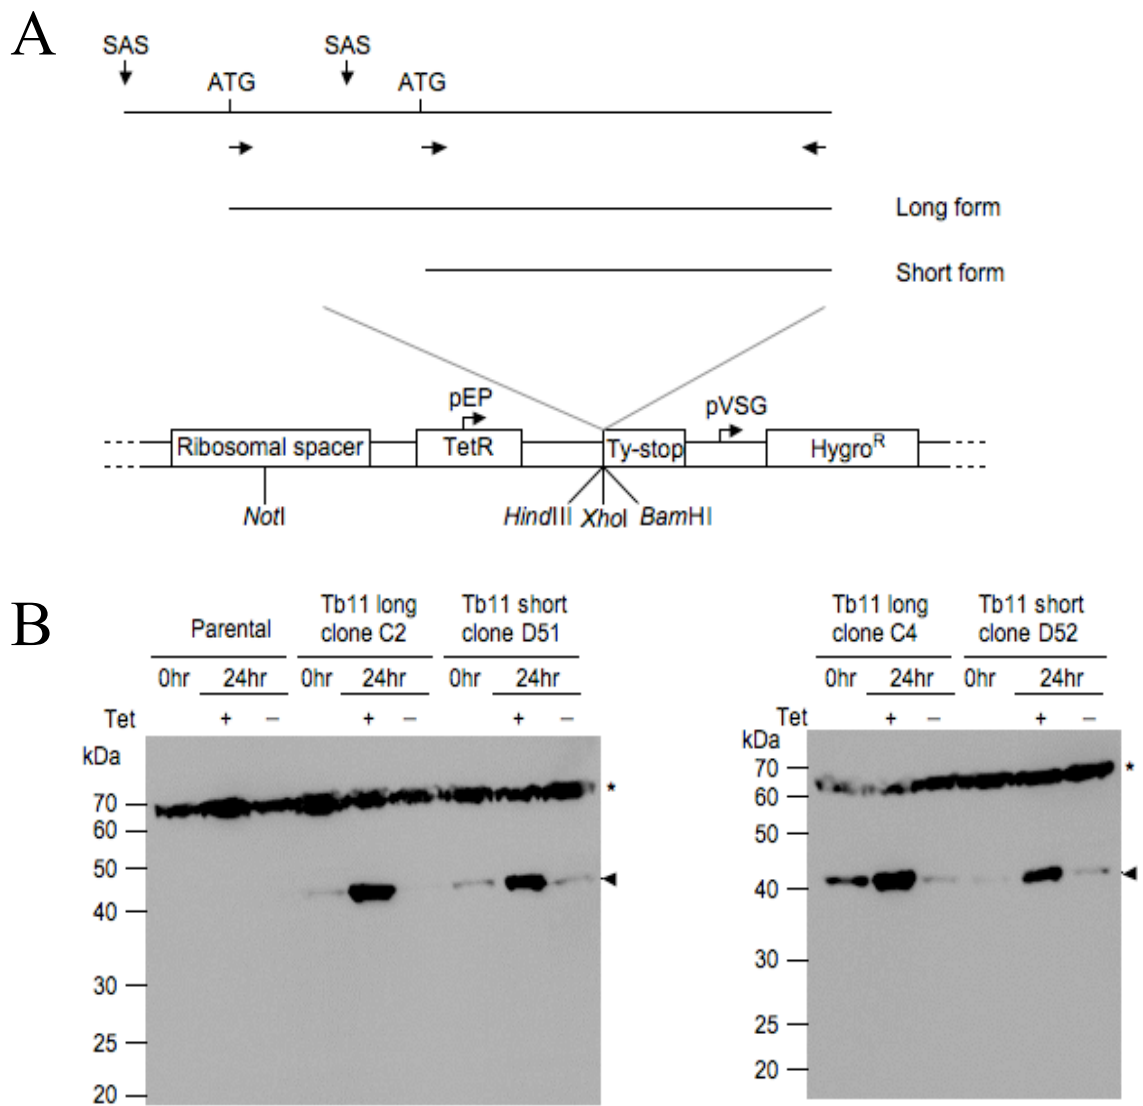 A
SAS SAS
ATG ATG
Long form
Short form
pEP pVSG
Ribosomal spacer TetR Ty-stop Hygro^R
NotI HindIII XhoI BamHI
B
Parental Tb11 long clone C2 Tb11 short clone D51
0hr 24hr 0hr 24hr 0hr 24hr
Tet + – + – + –
kDa
70 *
60
50
40
30
25
20
Tb11 long clone C4 Tb11 short clone D52
0hr 24hr 0hr 24hr
Tet + – + –
kDa
70 *
60
50
40
30
25
20